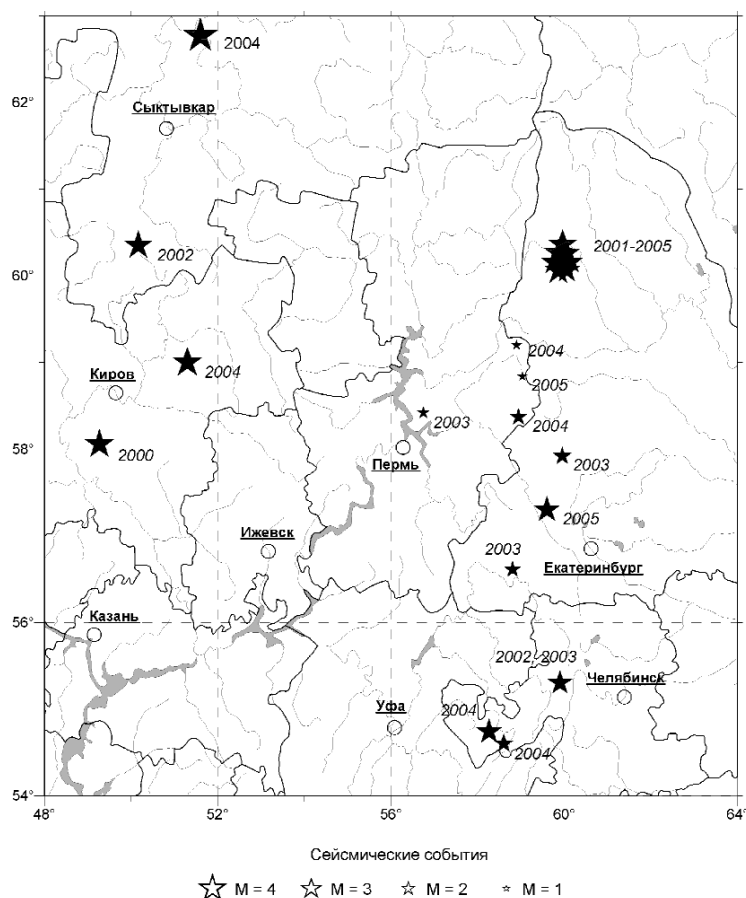 2004
62°
Сыктывкар
2002
2001-2005
60°
2004
2004
Киров
2005
2003
2004
58°
2000
Пермь
2003
2005
Ижевск
2003
Екатеринбург
56°
Казань
2002,-2003
Челябинск
Уфа
2004
2004
54°
48°
52°
56°
60°
64°
Сейсмические события
M = 4
M = 3
M = 2
M = 1